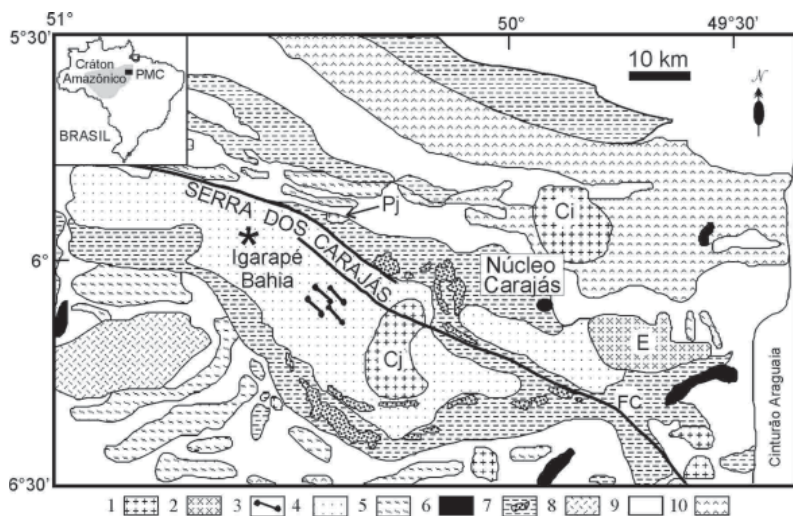 51°
50°
49°30'
5°30'
Cráton
Amazônico
PMC
BRASIL
10 km
N
SERRA DOS CARAJÁS
Pj
Ci
Igarapé
Bahia
6°
Núcleo
Carajás
Cj
E
FC
Cinturão Araguaia
6°30'
1 2 3 4 5 6 7 8 9 10